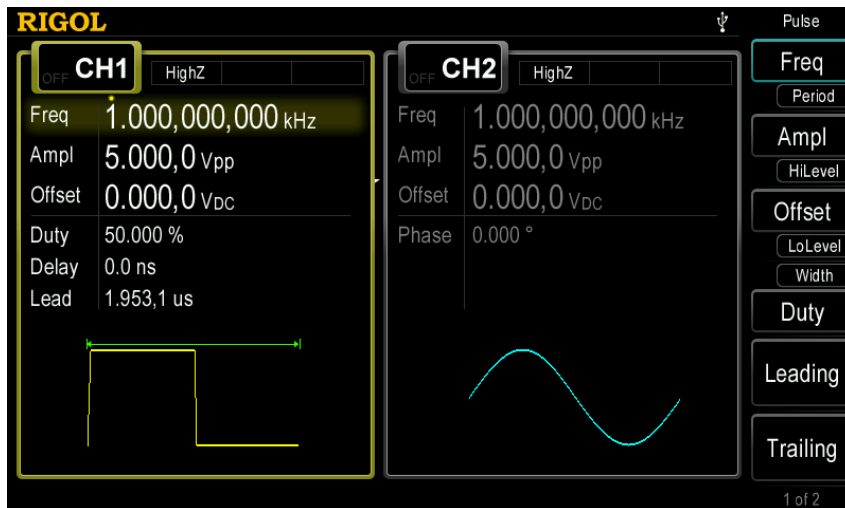 RIGOL
Pulse
OFF CH1 HighZ
Freq 1.000,000,000 kHz
Ampl 5.000,0 Vpp
Offset 0.000,0 VDC
Duty 50.000 %
Delay 0.0 ns
Lead 1.953,1 us
OFF CH2 HighZ
Freq 1.000,000,000 kHz
Ampl 5.000,0 Vpp
Offset 0.000,0 VDC
Phase 0.000 °
Freq
Period
Ampl
HiLevel
Offset
LoLevel
Width
Duty
Leading
Trailing
1 of 2